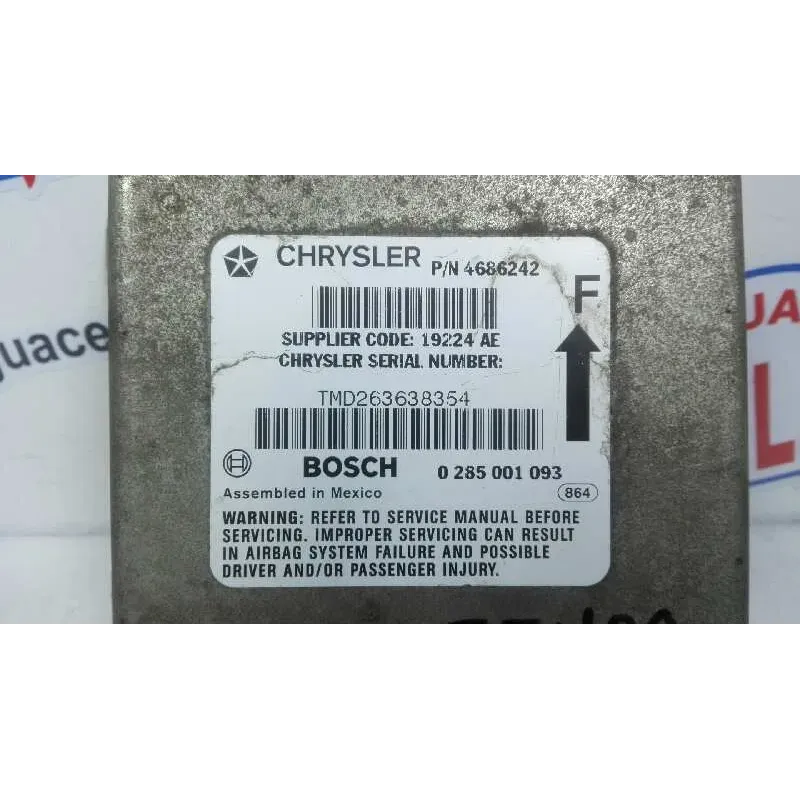 CHRYSLER P/N 4686242
F
SUPPLIER CODE: 19224 AE
CHRYSLER SERIAL NUMBER:
TMD263638354
BOSCH 0 285 001 093
Assembled in Mexico 864
WARNING: REFER TO SERVICE MANUAL BEFORE
SERVICING. IMPROPER SERVICING CAN RESULT
IN AIRBAG SYSTEM FAILURE AND POSSIBLE
DRIVER AND/OR PASSENGER INJURY.